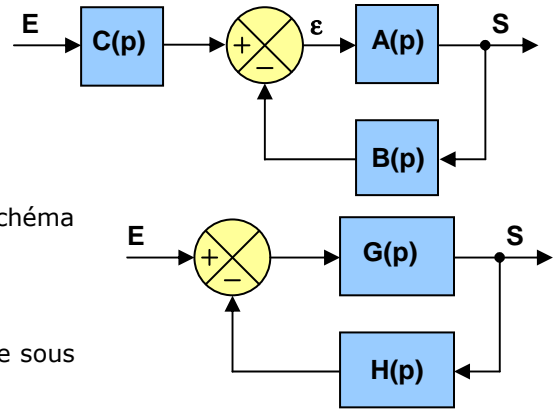 E C(p) + − ε A(p) S
B(p)
chéma
E + − G(p) S
e sous
H(p)